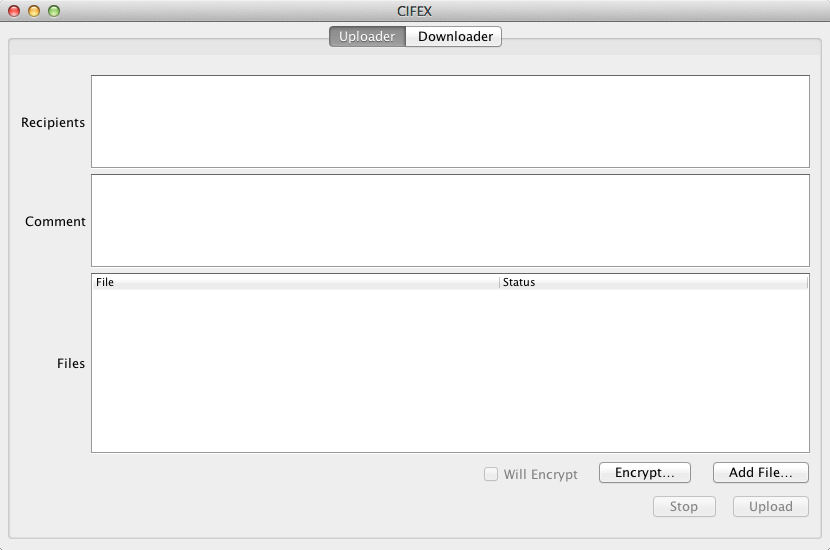 CIFEX
Uploader Downloader
Recipients
Comment
File Status
Files
Will Encrypt Encrypt... Add File...
Stop Upload